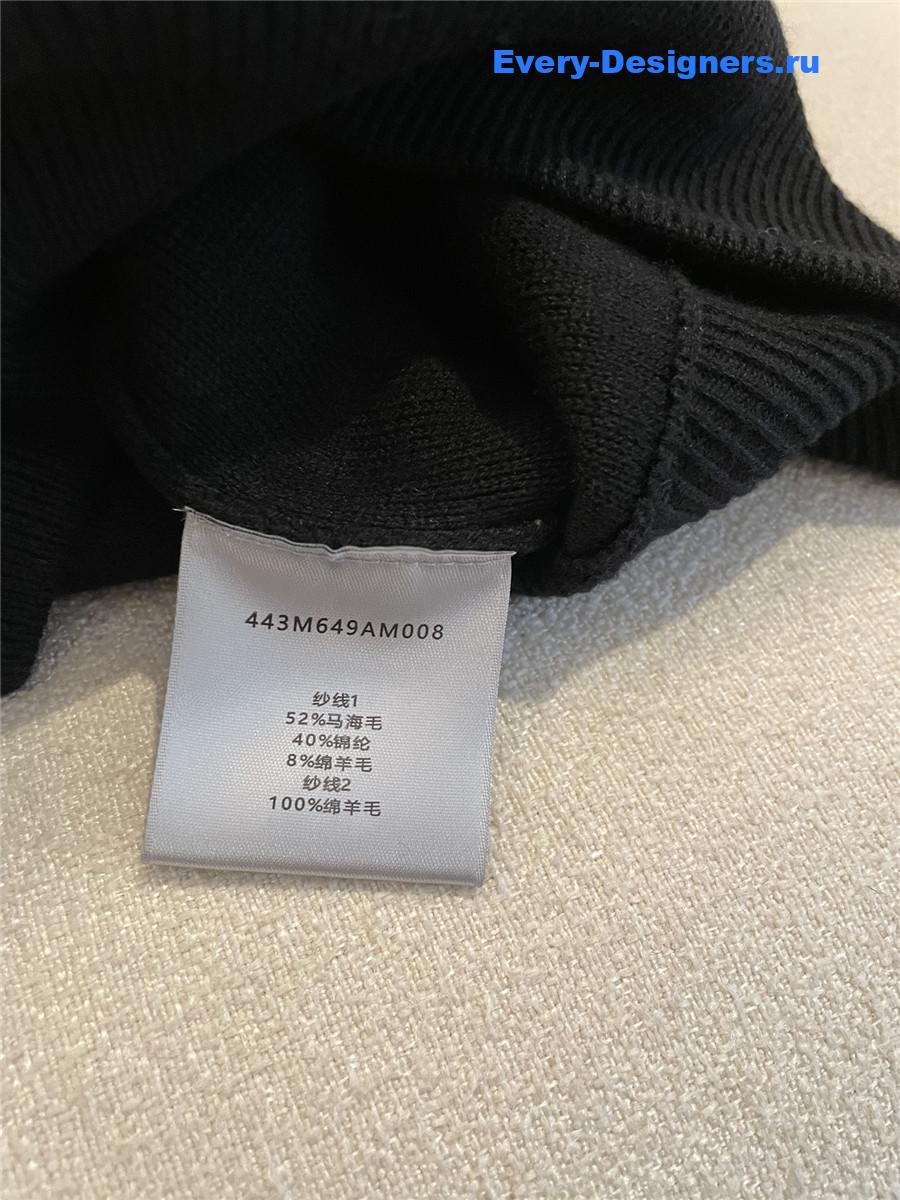 Every-Designers.ru
443M649AM008
纱线1
52%马海毛
40%锦纶
8%绵羊毛
纱线2
100%绵羊毛